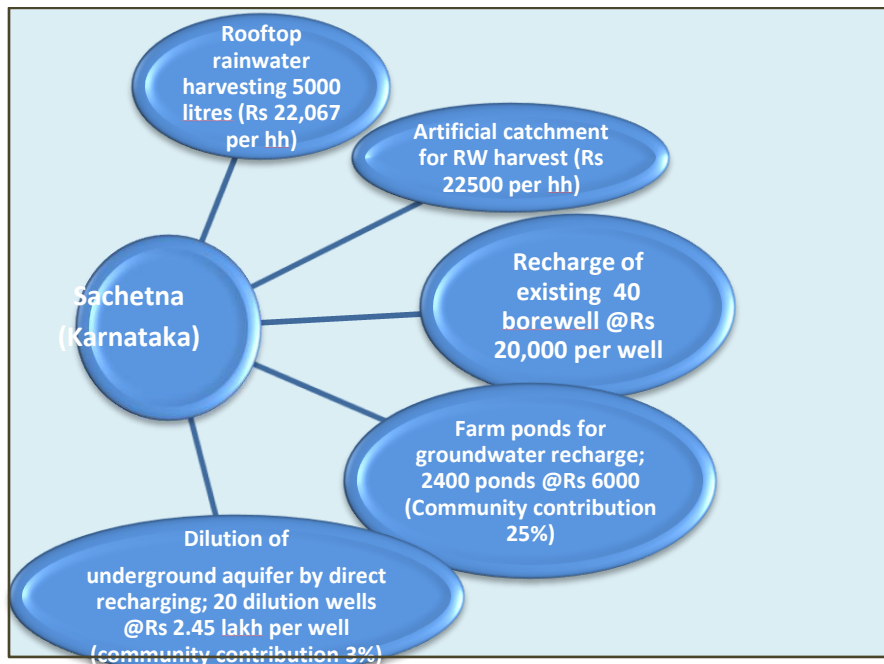 Rooftop
rainwater
harvesting 5000
litres (Rs 22,067
per hh)
Artificial catchment
for RW harvest (Rs
22500 per hh)
Recharge of
existing 40
borewell @Rs
20,000 per well
Sachetna
(Karnataka)
Farm ponds for
groundwater recharge;
2400 ponds @Rs 6000
(Community contribution
25%)
Dilution of
underground aquifer by direct
recharging; 20 dilution wells
@Rs 2.45 lakh per well
(community contribution 3%)